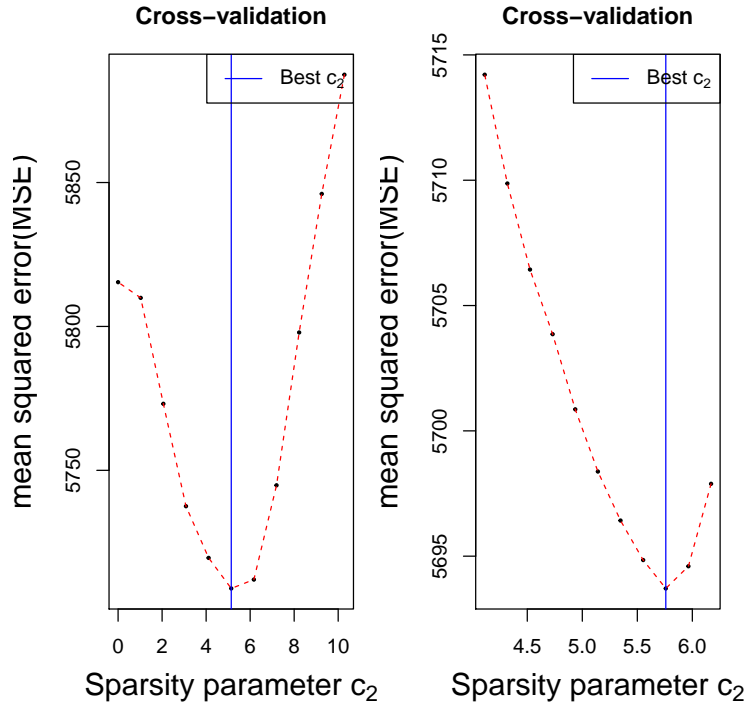 Cross−validation
Best c₂
mean squared error(MSE)
5850
5800
5750
0 2 4 6 8 10
Sparsity parameter c₂
Cross−validation
Best c₂
mean squared error(MSE)
5715
5710
5705
5700
5695
4.5 5.0 5.5 6.0
Sparsity parameter c₂